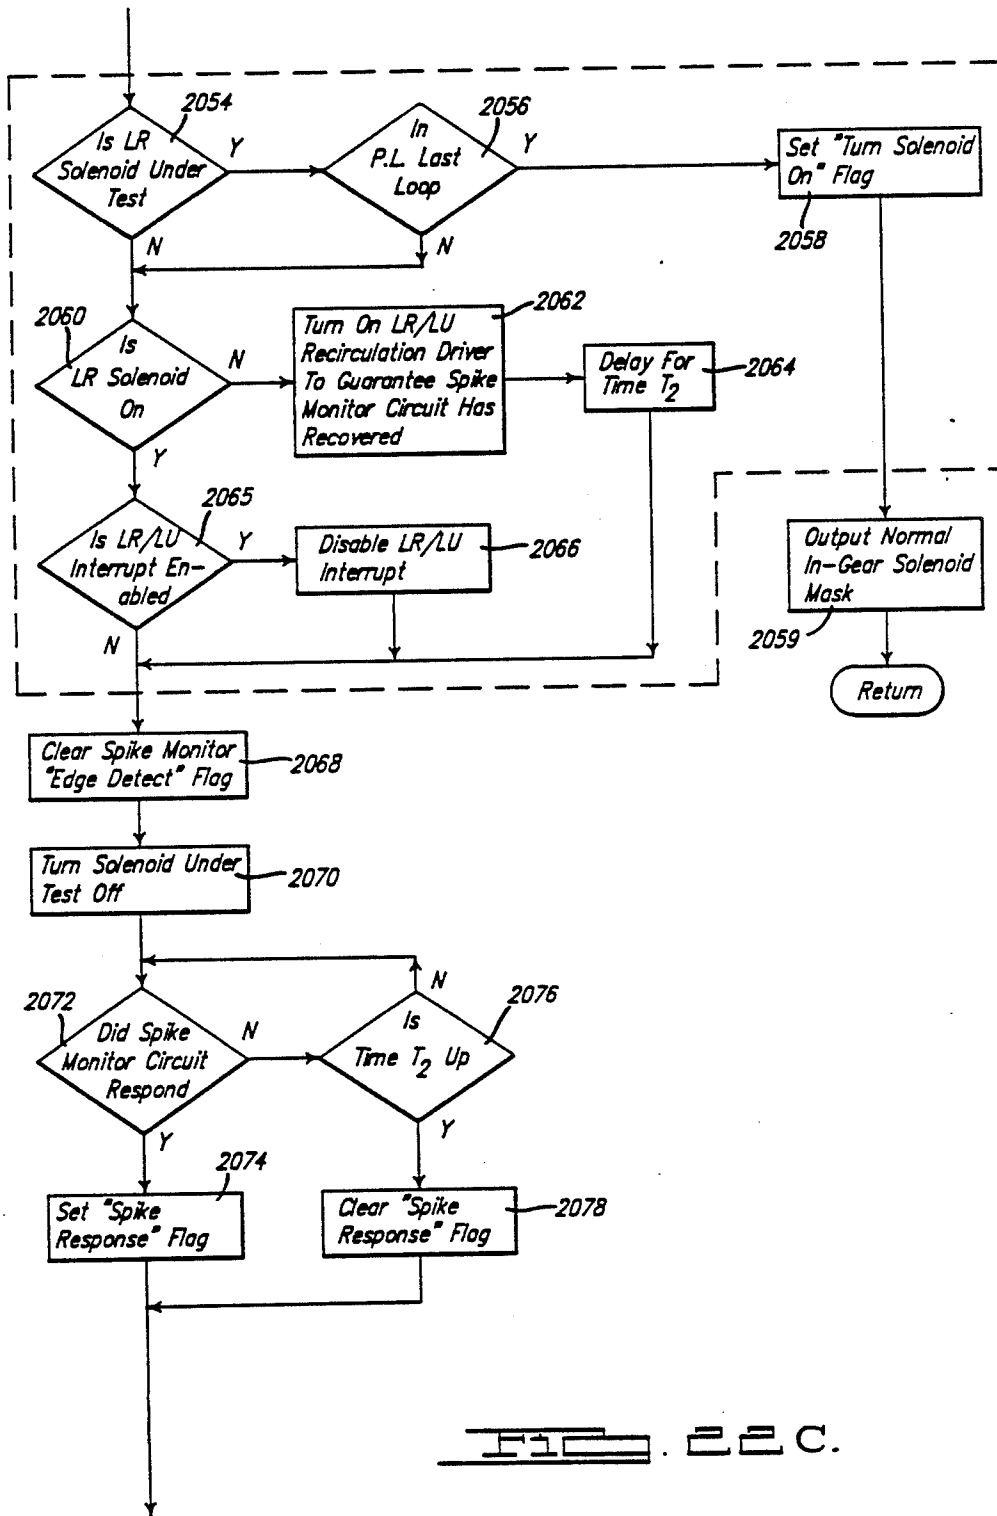 2054
Is LR
Solenoid Under
Test
Y
N
2056
In
P.L. Last
Loop
Y
N
Set "Turn Solenoid
On" Flag
2058
2060
Is
LR Solenoid
On
N
Y
Turn On LR/LU
Recirculation Driver
To Guarantee Spike
Monitor Circuit Has
Recovered
2062
Delay For
Time T2
2064
2065
Is LR/LU
Interrupt En-
abled
Y
N
Disable LR/LU
Interrupt
2066
Output Normal
In-Gear Solenoid
Mask
2059
Return
Clear Spike Monitor
"Edge Detect" Flag
2068
Turn Solenoid Under
Test Off
2070
2072
Did Spike
Monitor Circuit
Respond
N
Y
2076
Is
Time T2 Up
N
Y
2074
Set "Spike
Response" Flag
Clear "Spike
Response" Flag
2078
FIG. 22C.